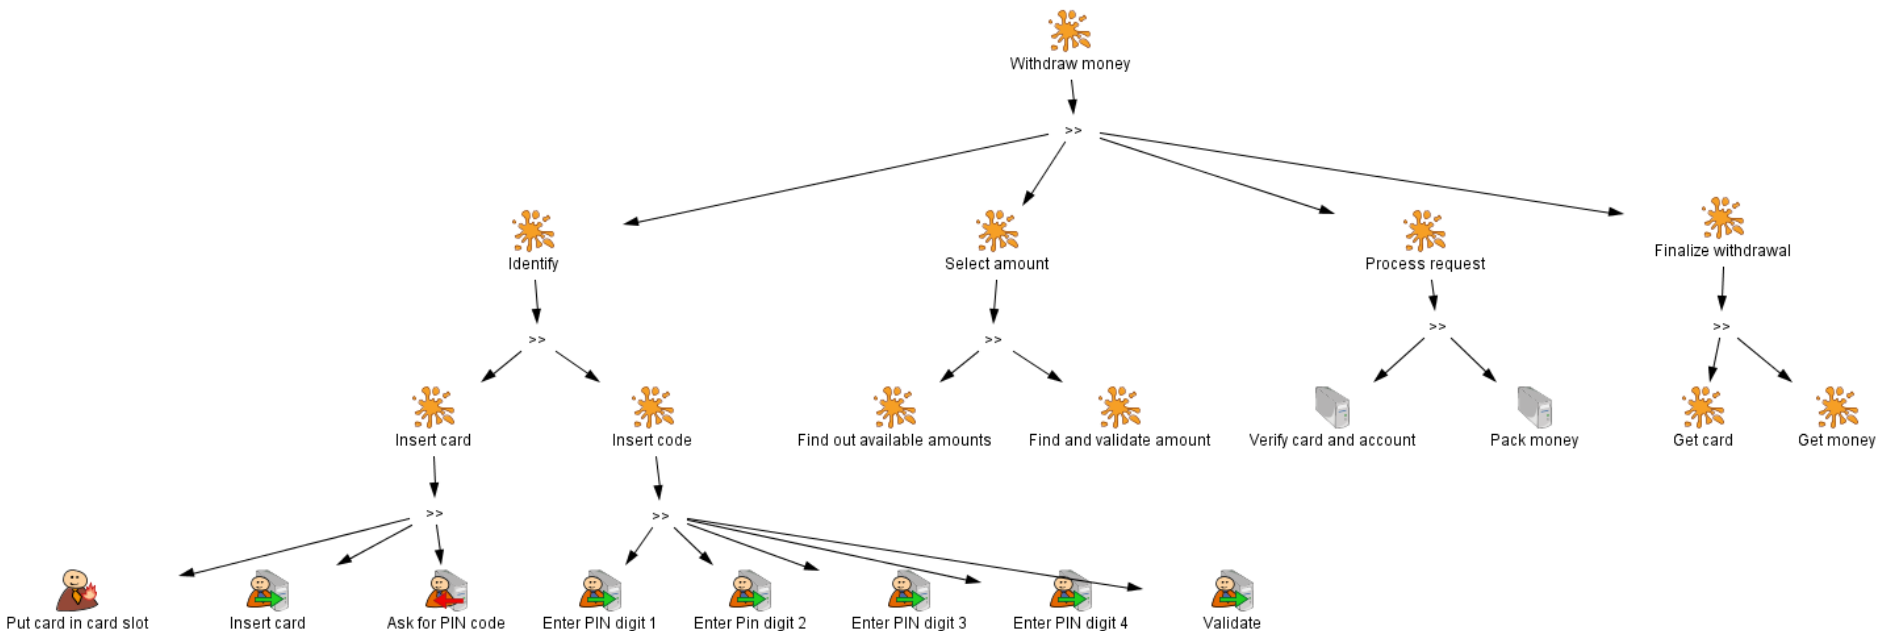 Withdraw money
>>
Identify
Select amount
Process request
Finalize withdrawal
>>
>>
>>
>>
Insert card
Insert code
Find out available amounts
Find and validate amount
Verify card and account
Pack money
Get card
Get money
>>
>>
Put card in card slot
Insert card
Ask for PIN code
Enter PIN digit 1
Enter Pin digit 2
Enter PIN digit 3
Enter PIN digit 4
Validate